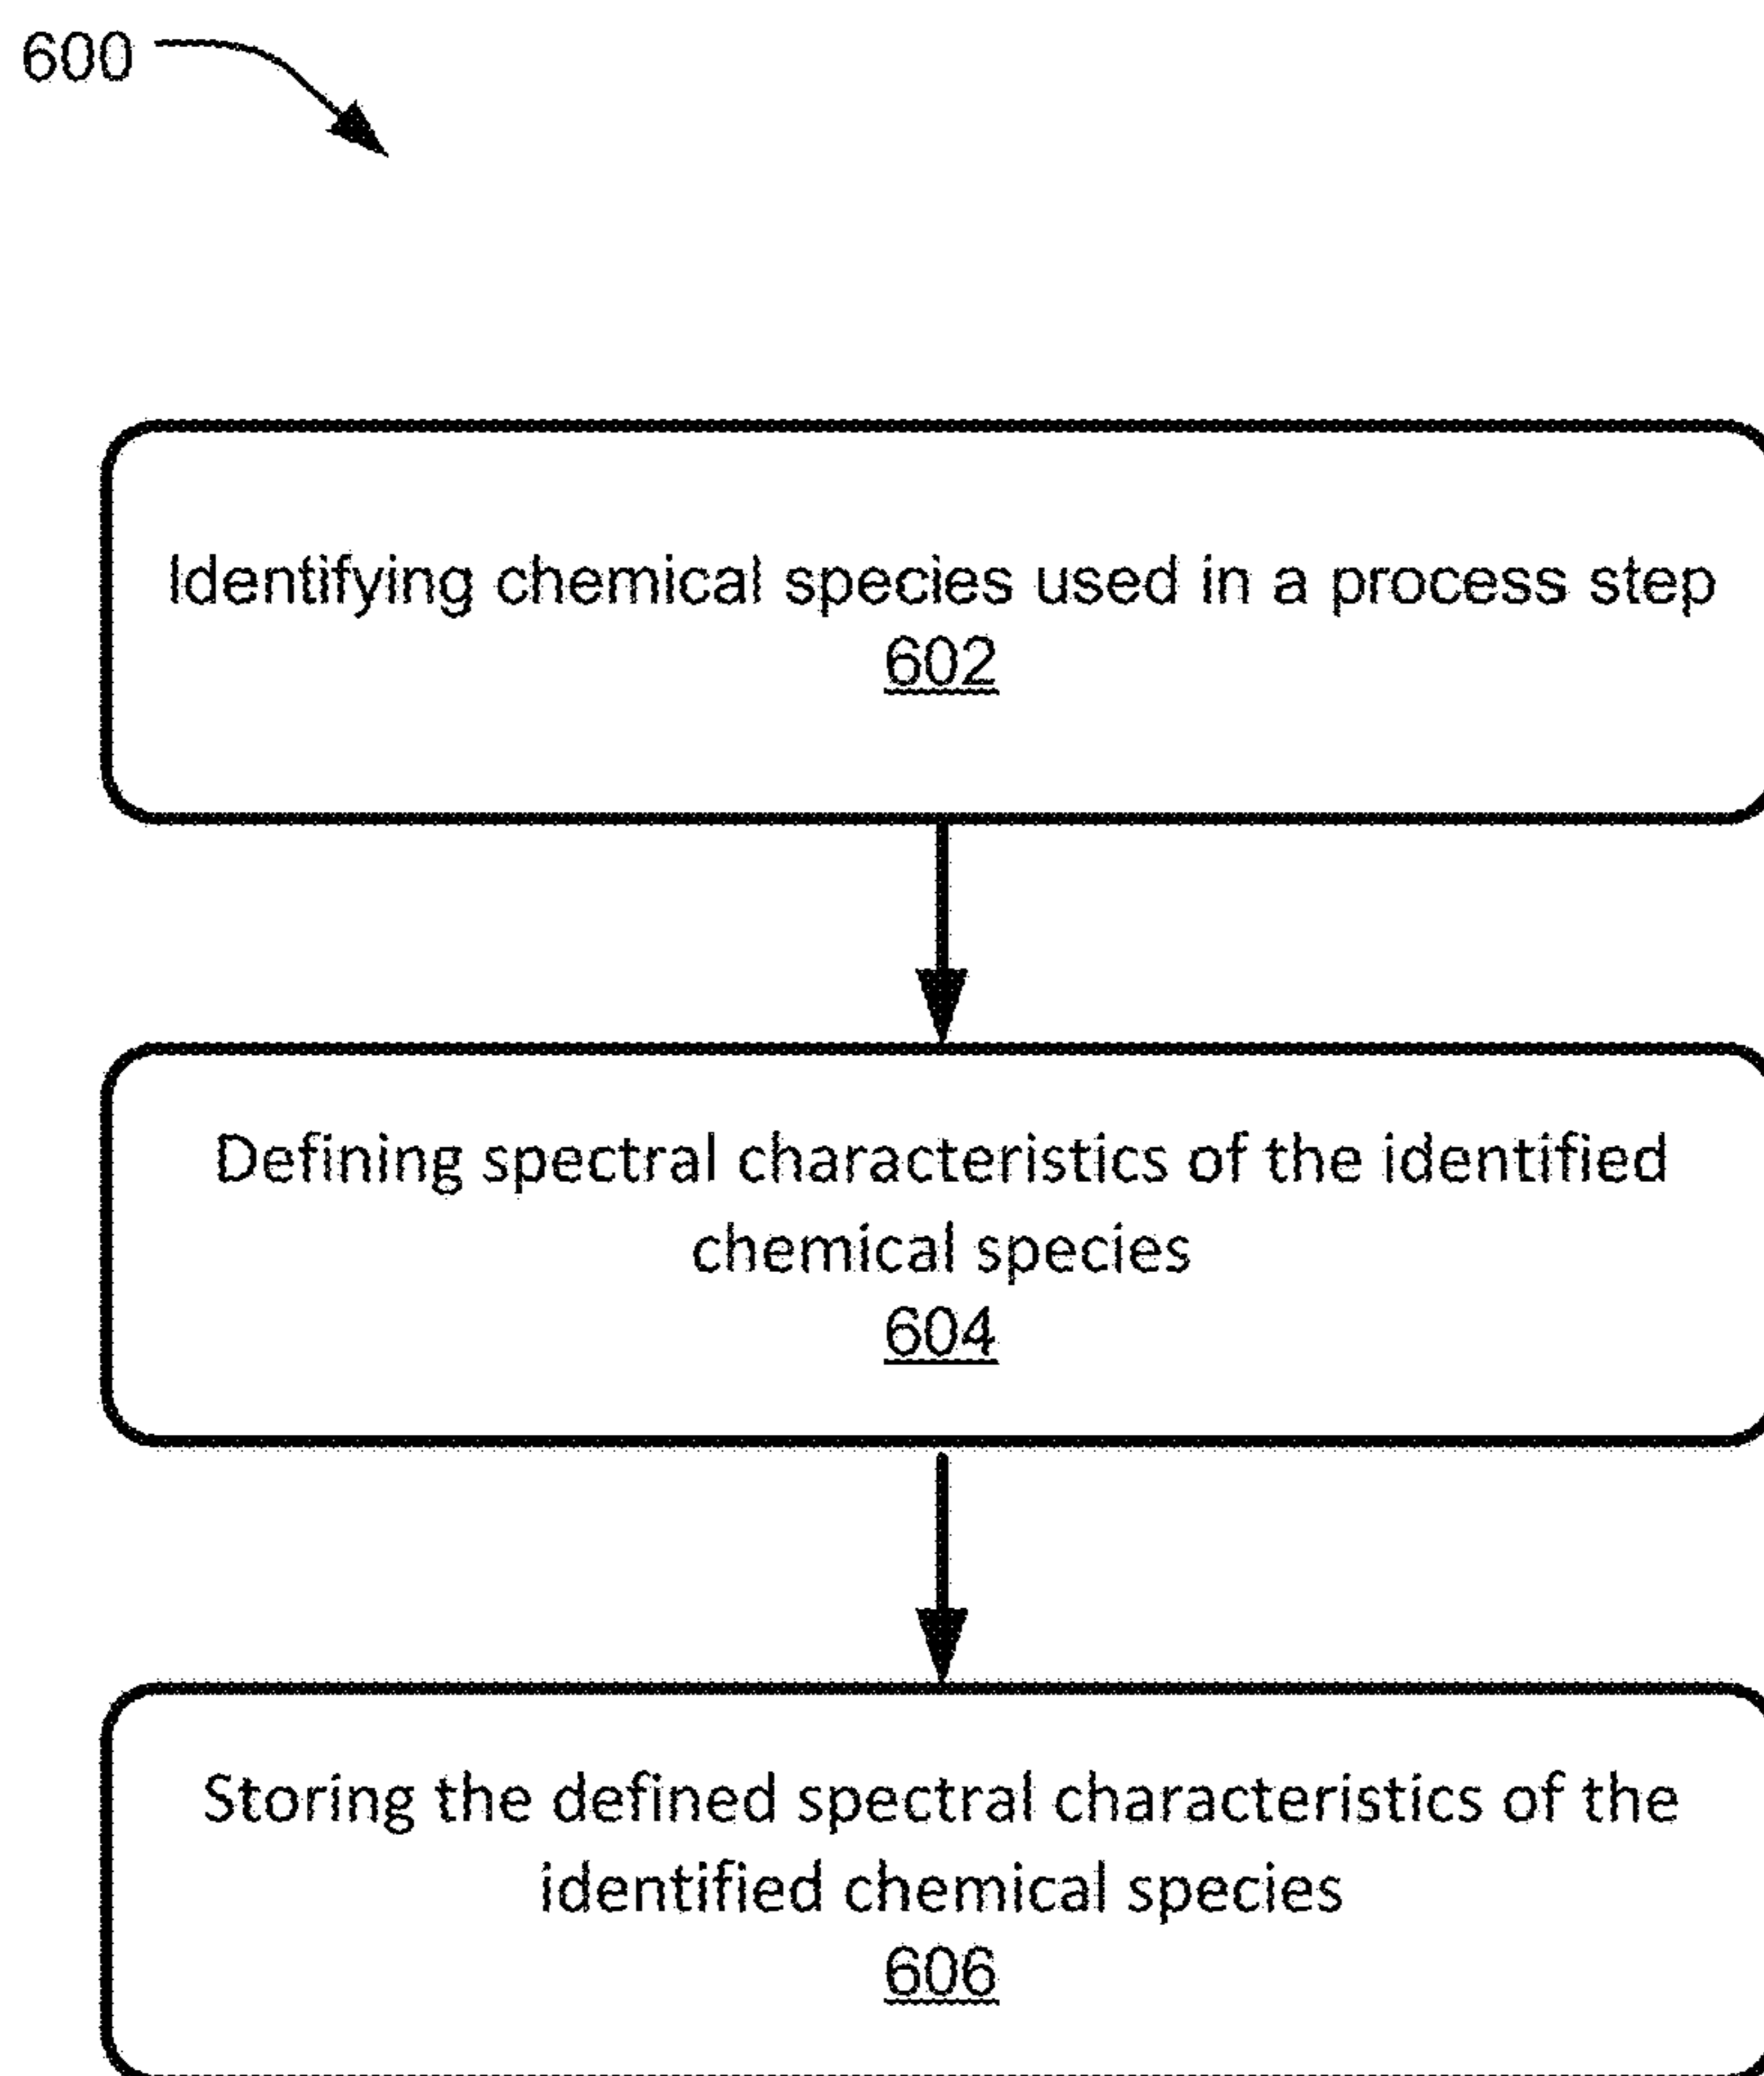 600
Identifying chemical species used in a process step
602
Defining spectral characteristics of the identified
chemical species
604
Storing the defined spectral characteristics of the
identified chemical species
606